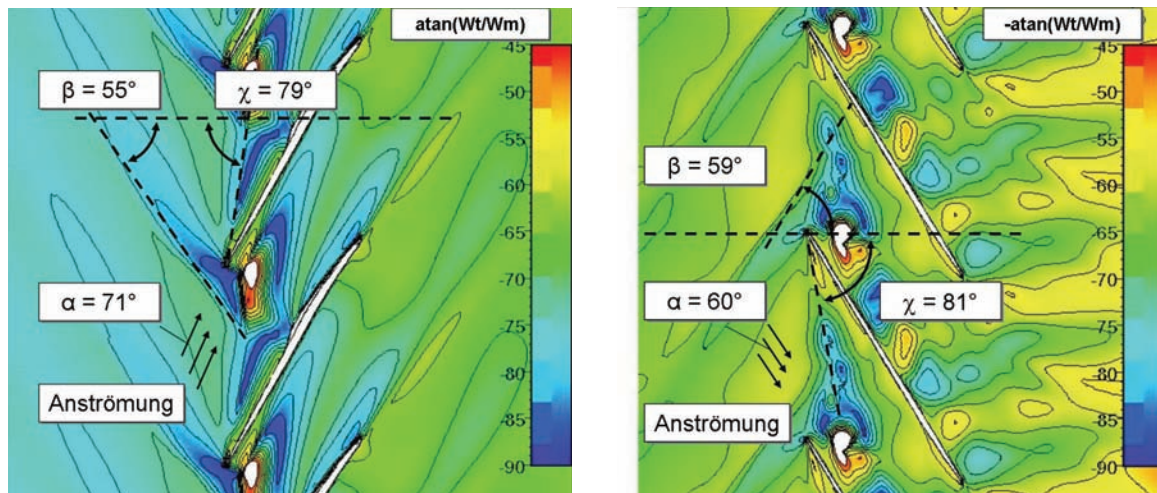 atan(Wt/Wm)
-45
β = 55°
χ = 79°
-50
-55
-60
-65
-70
α = 71°
-75
-80
Anströmung
-85
-90
-atan(Wt/Wm)
-45
-50
-55
β = 59°
-60
-65
-70
α = 60°
χ = 81°
-75
-80
Anströmung
-85
-90